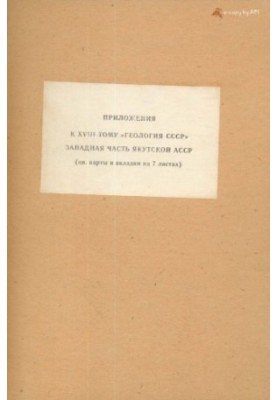 ПРИЛОЖЕНИЯ
К XVIII ТОМУ «ГЕОЛОГИЯ СССР»
ЗАПАДНАЯ ЧАСТЬ ЯКУТСКОЙ АССР
(см. карты и вкладки на 7 листах)